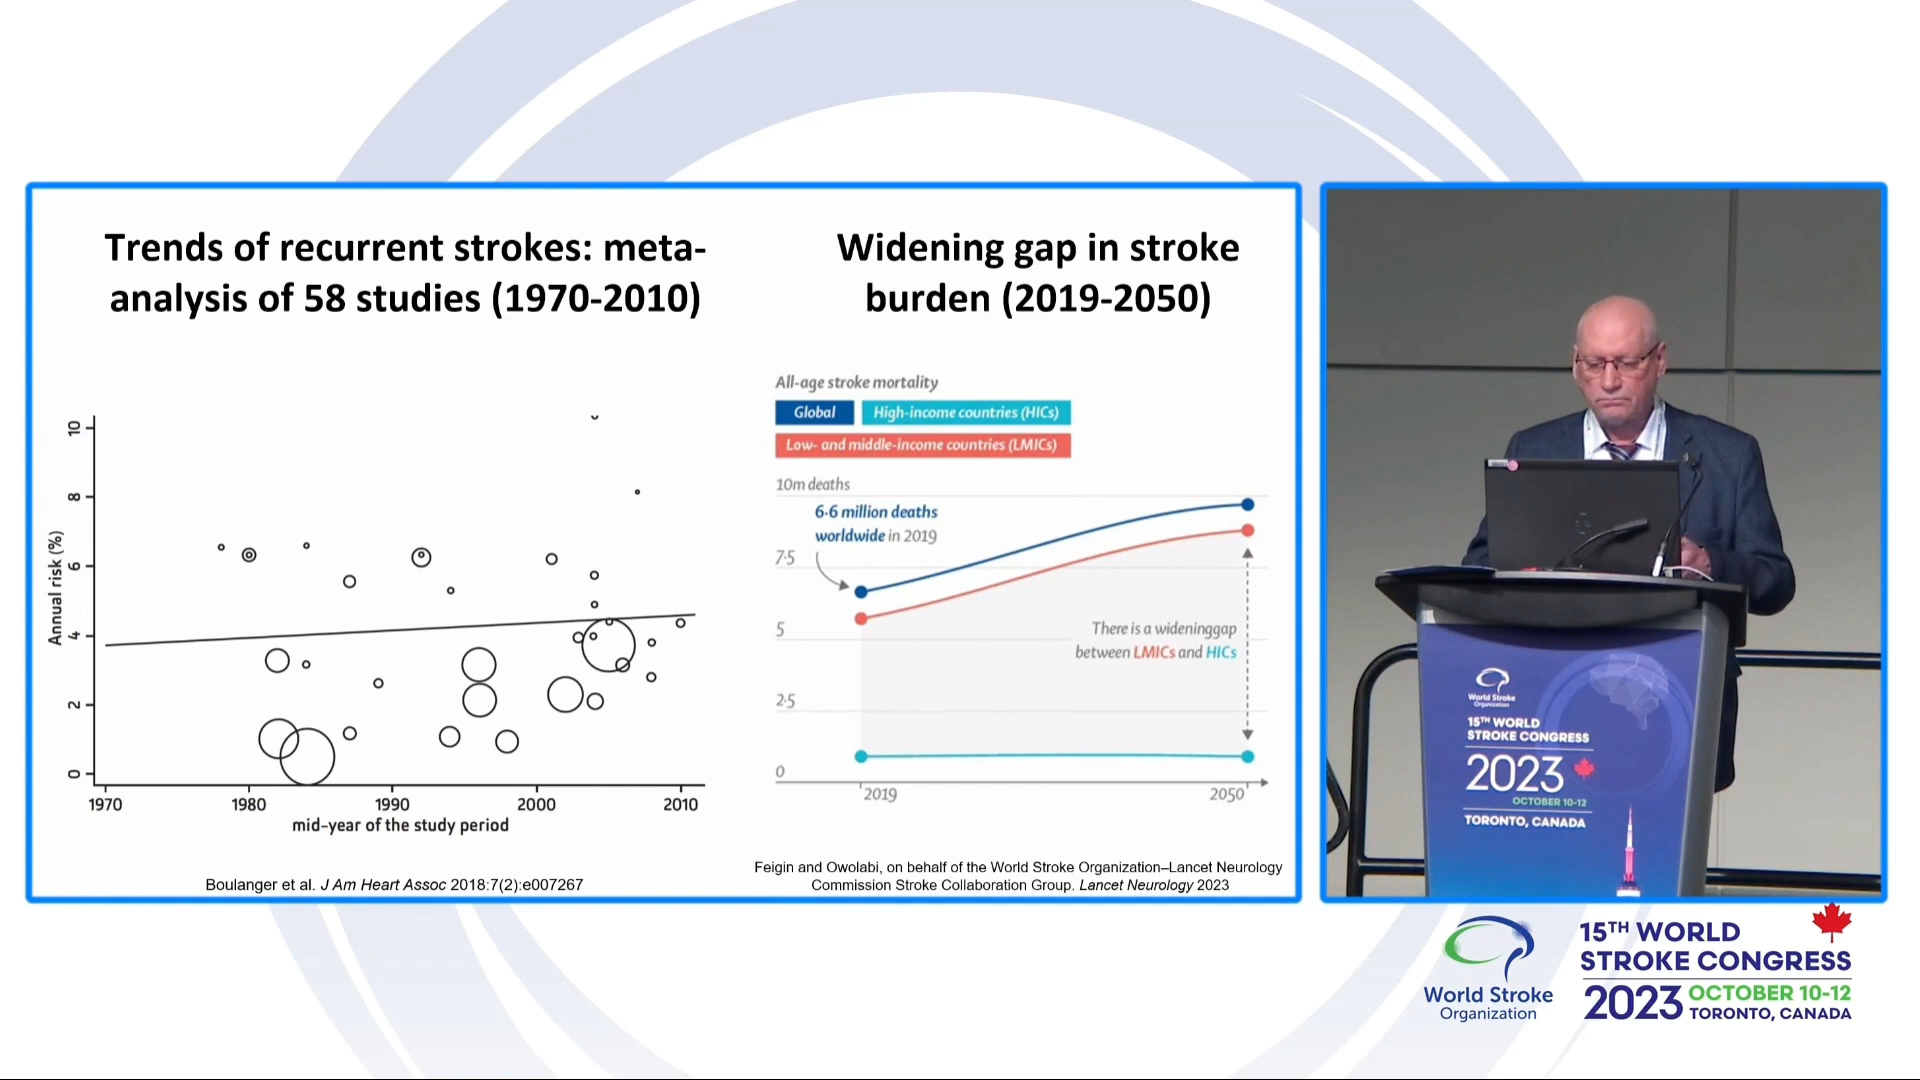 Trends of recurrent strokes: meta-
analysis of 58 studies (1970-2010)
10
8
6
4
2
0
Annual risk (%)
1970
1980
1990
2000
2010
mid-year of the study period
Boulanger et al. J Am Heart Assoc 2018:7(2):e007267
Widening gap in stroke
burden (2019-2050)
All-age stroke mortality
Global
High-income countries (HICs)
Low- and middle-income countries (LMICs)
10m deaths
6·6 million deaths
worldwide in 2019
7·5
5
There is a wideninggap
between LMICs and HICs
2·5
0
2019
2050
Feigin and Owolabi, on behalf of the World Stroke Organization–Lancet Neurology
Commission Stroke Collaboration Group. Lancet Neurology 2023
World Stroke
Organization
15TH WORLD
STROKE CONGRESS
2023
OCTOBER 10-12
TORONTO, CANADA
World Stroke
Organization
15TH WORLD
STROKE CONGRESS
2023 OCTOBER 10-12
TORONTO, CANADA